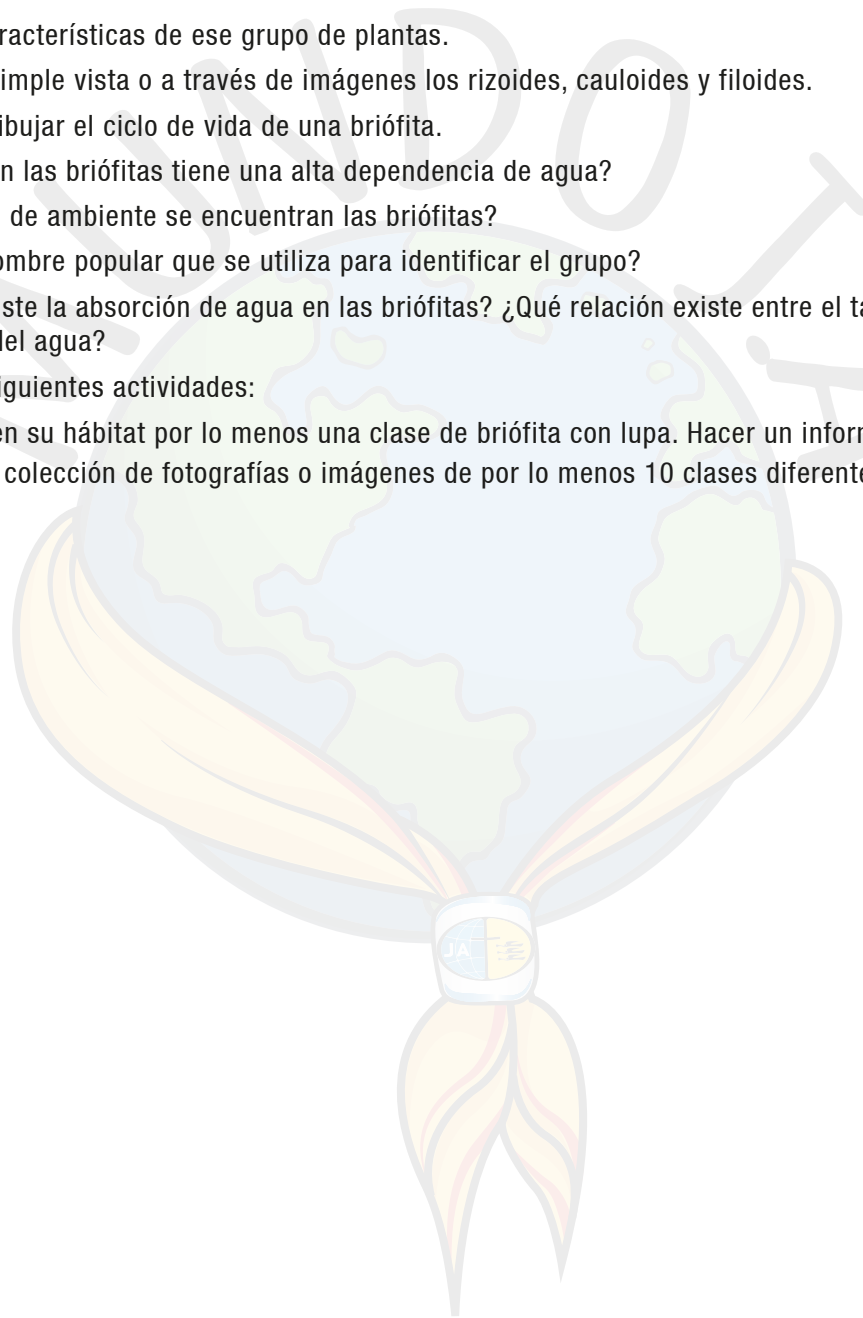 racterísticas de ese grupo de plantas.
imple vista o a través de imágenes los rizoides, cauloides y filoides.
ibujar el ciclo de vida de una briófita.
n las briófitas tiene una alta dependencia de agua?
de ambiente se encuentran las briófitas?
ombre popular que se utiliza para identificar el grupo?
ste la absorción de agua en las briófitas? ¿Qué relación existe entre el ta
del agua?
iguientes actividades:
en su hábitat por lo menos una clase de briófita con lupa. Hacer un inform
colección de fotografías o imágenes de por lo menos 10 clases diferente
MUNDO
JA